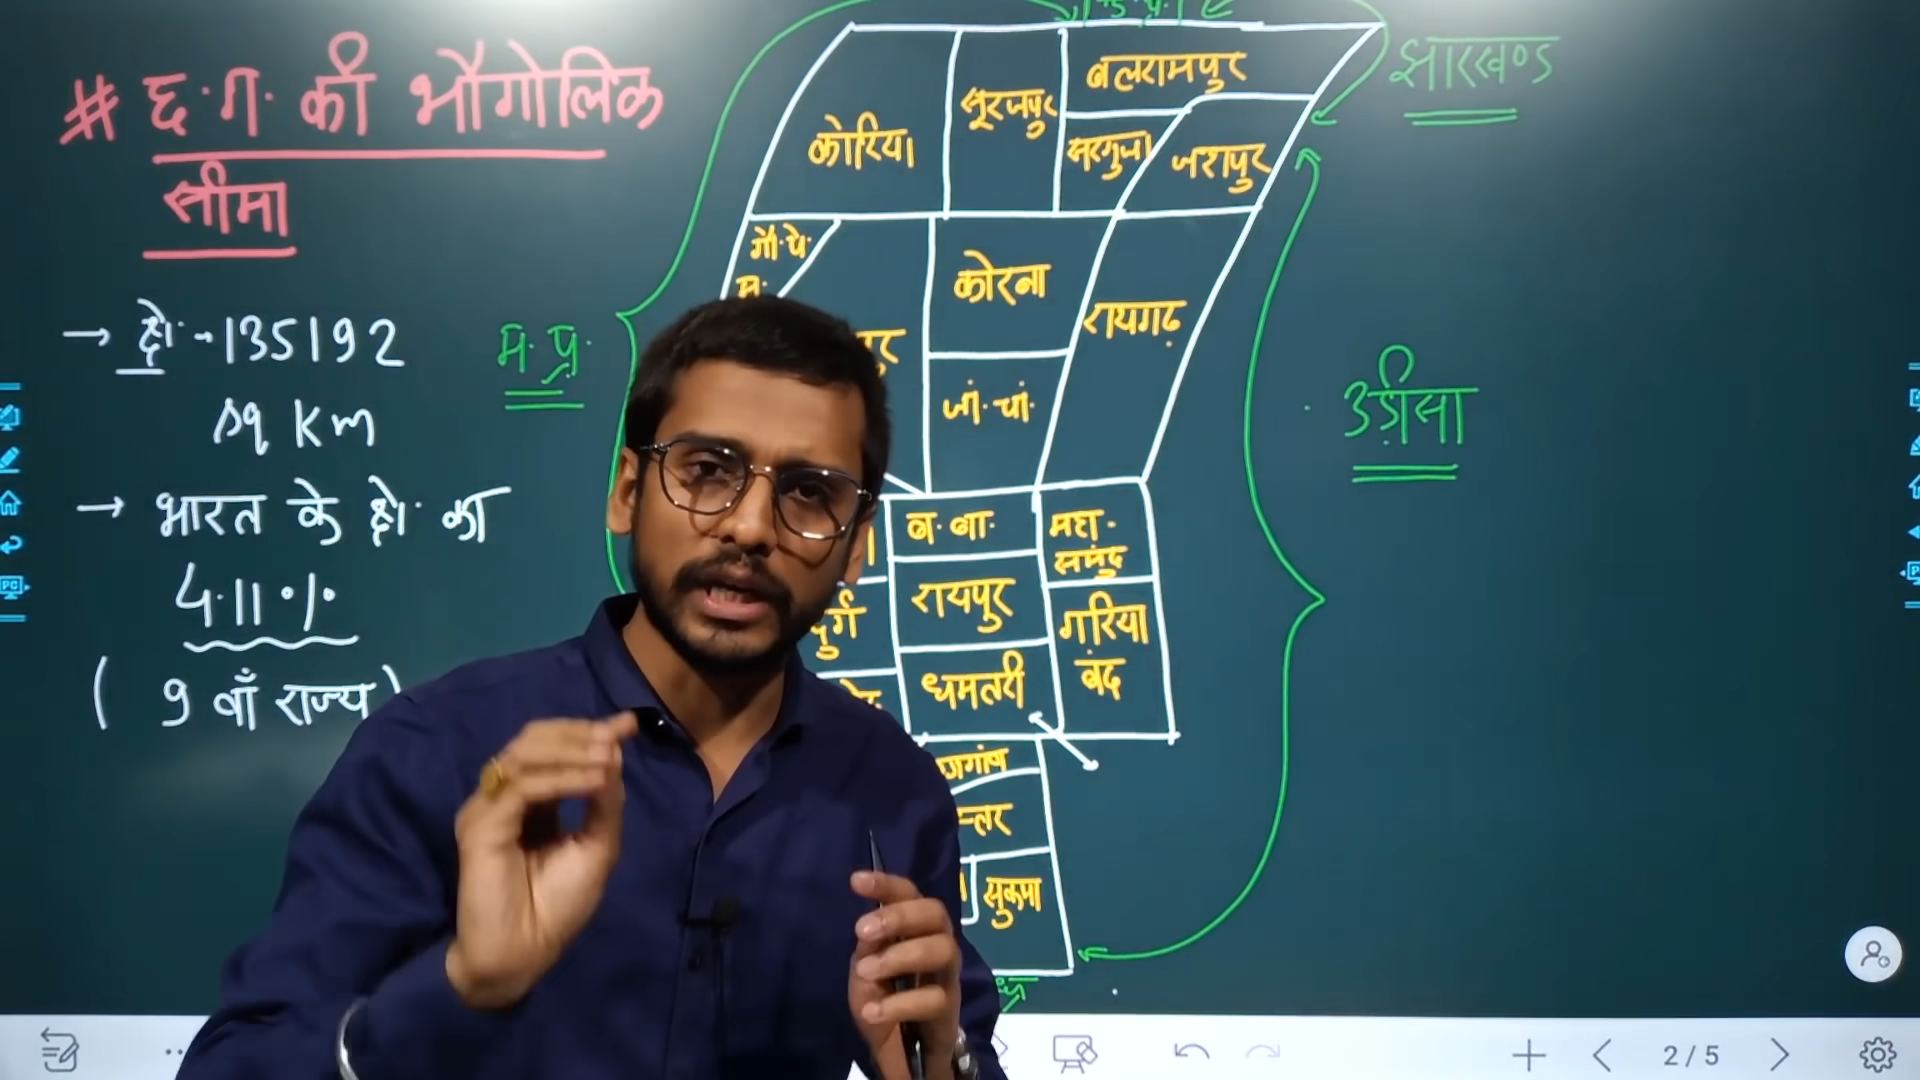 # छ.ग. की भौगोलिक
सीमा
→ क्षे. - 135192
sq km
→ भारत के क्षे. का
4.11 %
( 9 वाँ राज्य )
म. प्र.
झारखण्ड
उड़ीसा
कोरिया
सूरजपुर
बलरामपुर
सरगुजा
जशपुर
गौ. पे.
म.
कोरबा
रायगढ़
जां. चां.
ब. बा.
महा.
समुंद
रायपुर
दुर्ग
गरिया
बंद
धमतरी
सुकमा
2 / 5